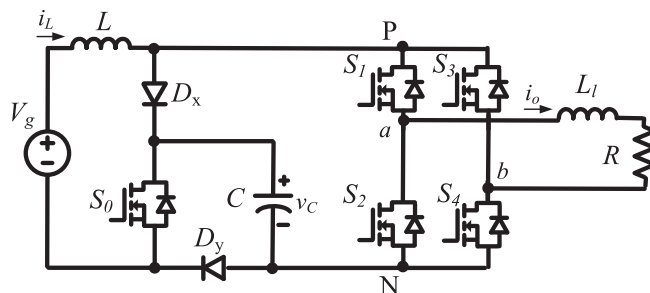 i_L
L
P
S_1
S_3
D_x
i_o
L_l
a
V_g
+
−
R
b
S_0
C
+
v_C
−
S_2
S_4
D_y
N